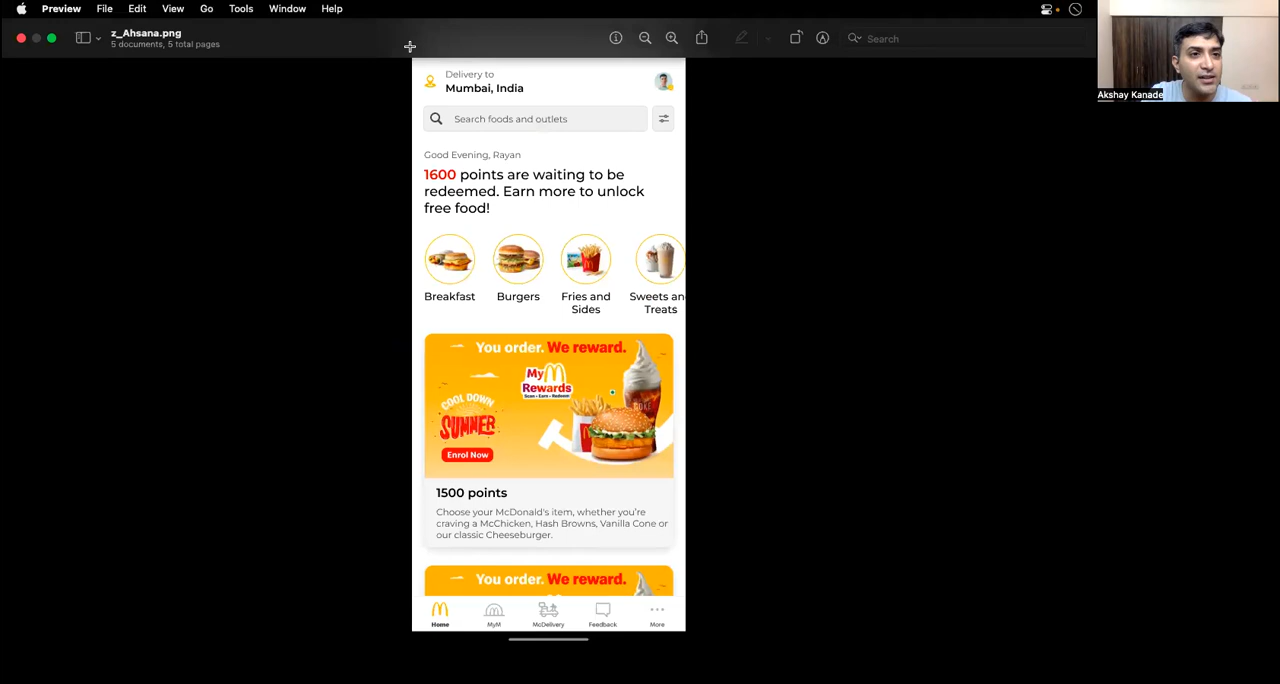 Preview File Edit View Go Tools Window Help
z_Ahsana.png
5 documents, 5 total pages
Search
Akshay Kanade
Delivery to
Mumbai, India
Search foods and outlets
Good Evening, Rayan
1600 points are waiting to be
redeemed. Earn more to unlock
free food!
Breakfast
Burgers
Fries and
Sides
Sweets an
Treats
You order. We reward.
My
Rewards
Scan • Earn • Redeem
COOL DOWN
SUMMER
Enrol Now
COKE
1500 points
Choose your McDonald's item, whether you're
craving a McChicken, Hash Browns, Vanilla Cone or
our classic Cheeseburger.
You order. We reward.
Home
MyM
McDelivery
Feedback
More